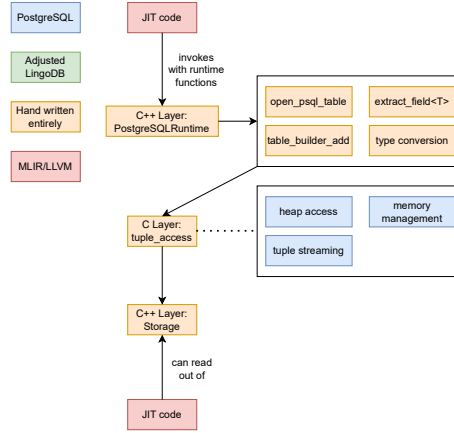 PostgreSQL
Adjusted
LingoDB
Hand written
entirely
MLIR/LLVM
JIT code
invokes
with runtime
functions
C++ Layer:
PostgreSQLRuntime
open_psql_table
extract_field<T>
table_builder_add
type conversion
C Layer:
tuple_access
heap access
memory
management
tuple streaming
C++ Layer:
Storage
can read
out of
JIT code